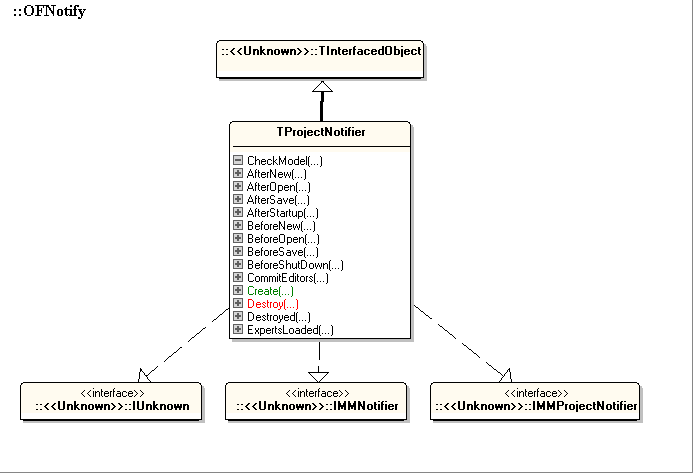 ::OFNotify
::<<Unknown>>::TInterfacedObject
TProjectNotifier
CheckModel(...)
AfterNew(...)
AfterOpen(...)
AfterSave(...)
AfterStartup(...)
BeforeNew(...)
BeforeOpen(...)
BeforeSave(...)
BeforeShutDown(...)
CommitEditors(...)
Create(...)
Destroy(...)
Destroyed(...)
ExpertsLoaded(...)
<<interface>>
::<<Unknown>>::IUnknown
<<interface>>
::<<Unknown>>::IMMNotifier
<<interface>>
::<<Unknown>>::IMMProjectNotifier